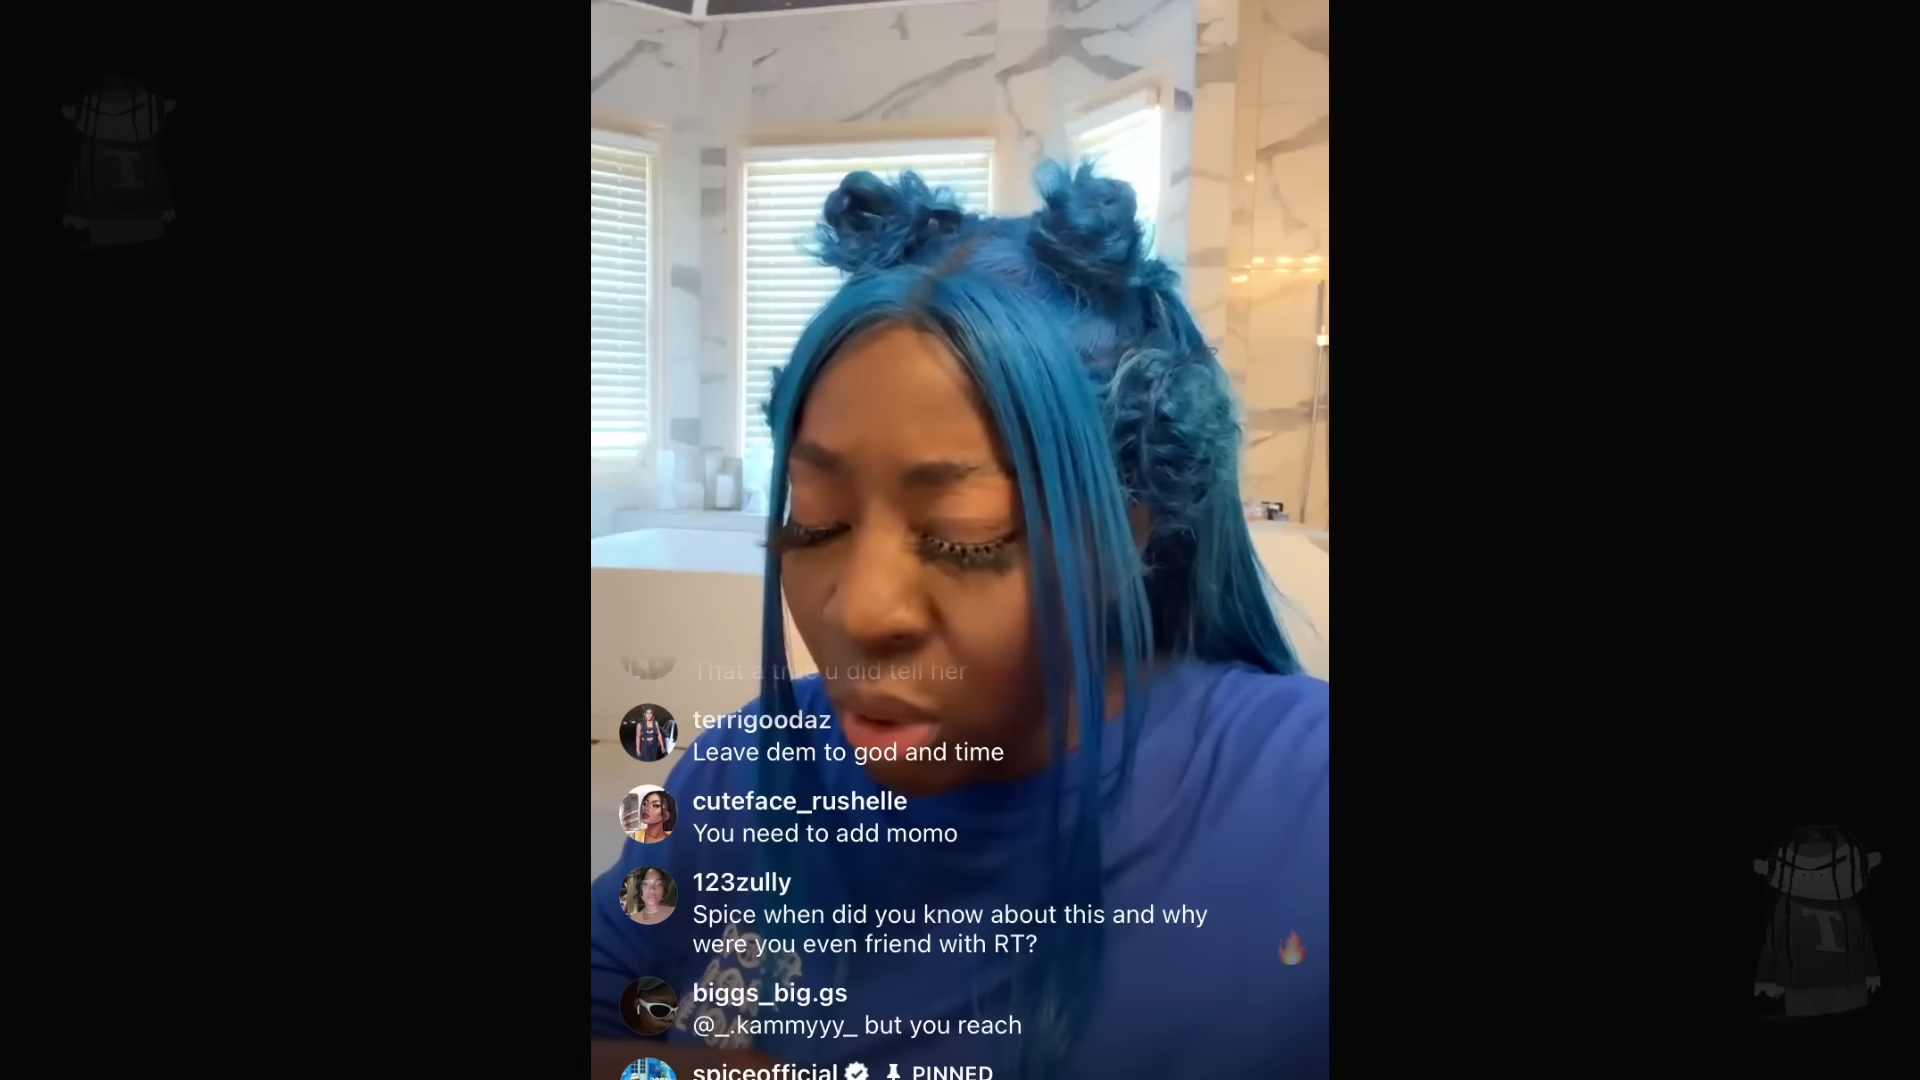 That a true u did tell her
terrigoodaz
Leave dem to god and time
cuteface_rushelle
You need to add momo
123zully
Spice when did you know about this and why
were you even friend with RT?
biggs_big.gs
@_.kammyyy_ but you reach
spiceofficial PINNED
T
T